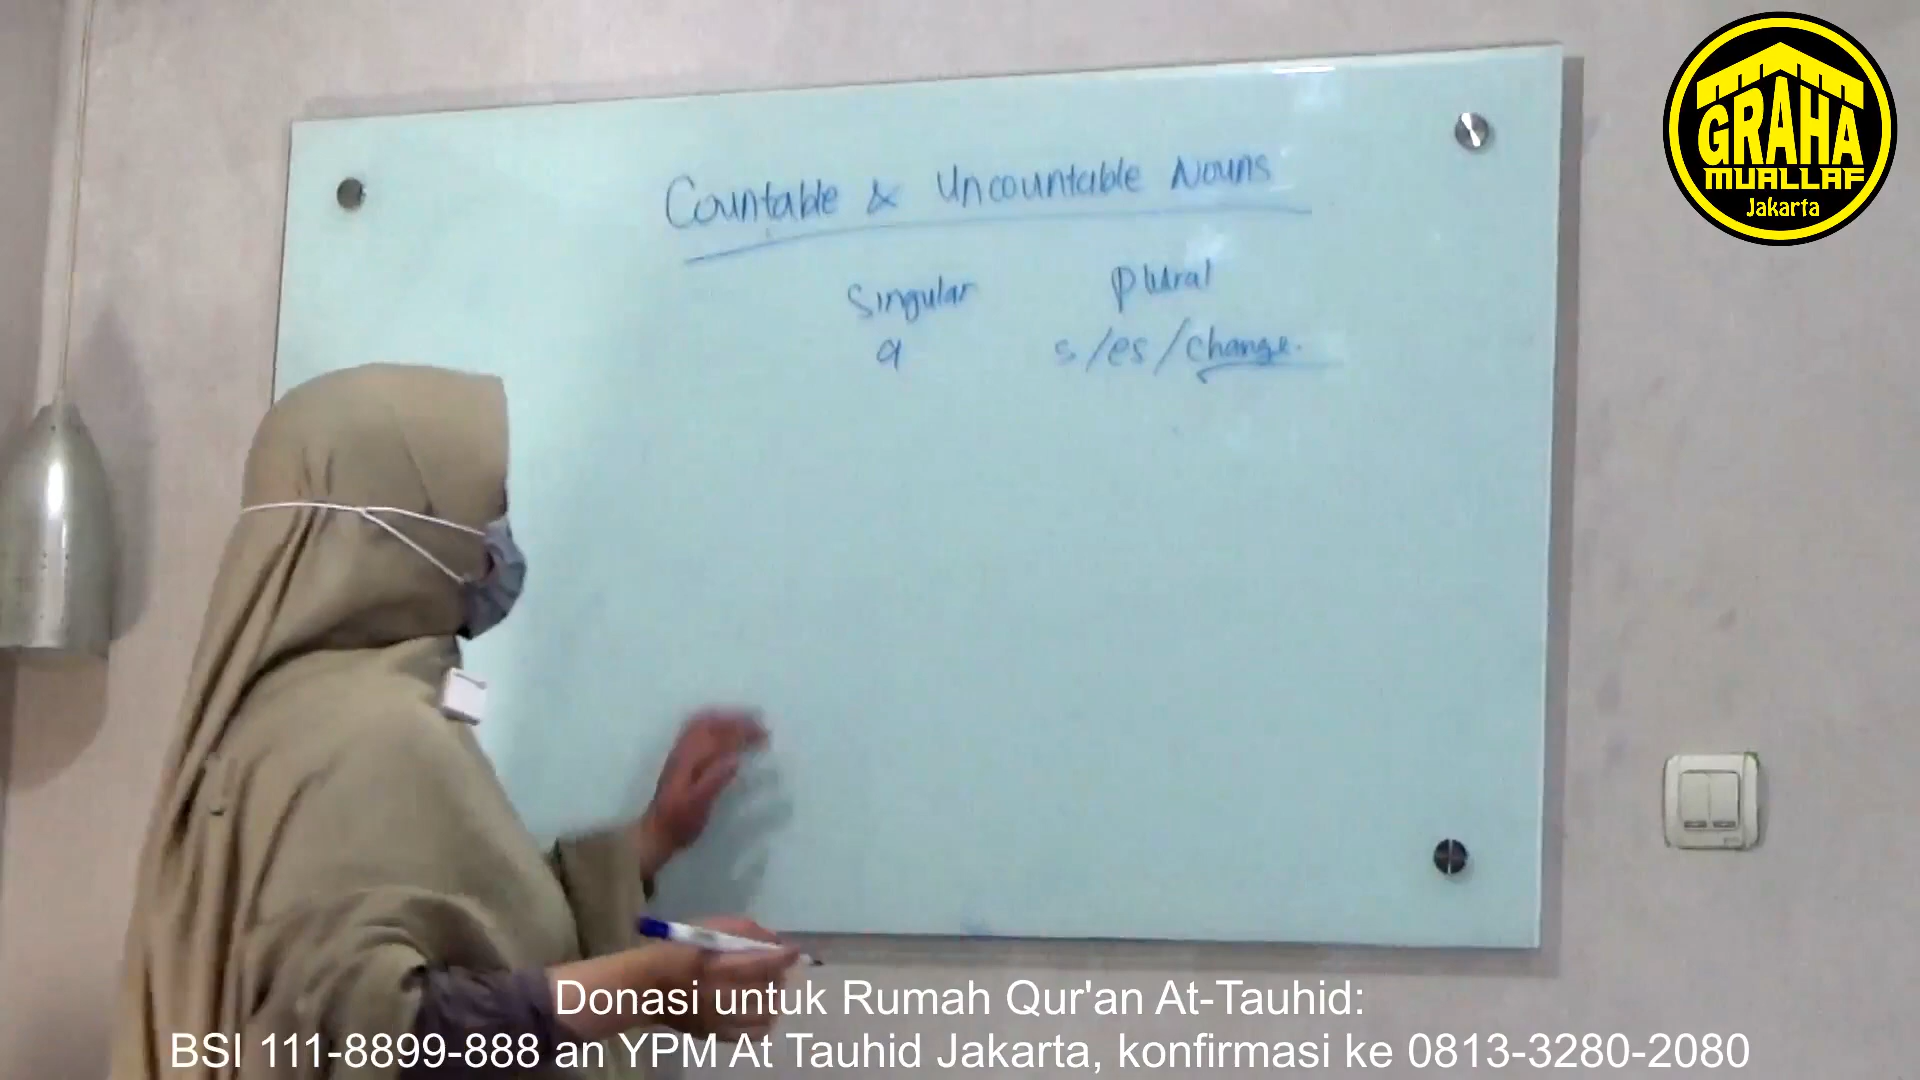 GRAHA
MUALLAF
Jakarta
Countable & Uncountable Nouns
Singular plural
a s/es/change.
Donasi untuk Rumah Qur'an At-Tauhid:
BSI 111-8899-888 an YPM At Tauhid Jakarta, konfirmasi ke 0813-3280-2080